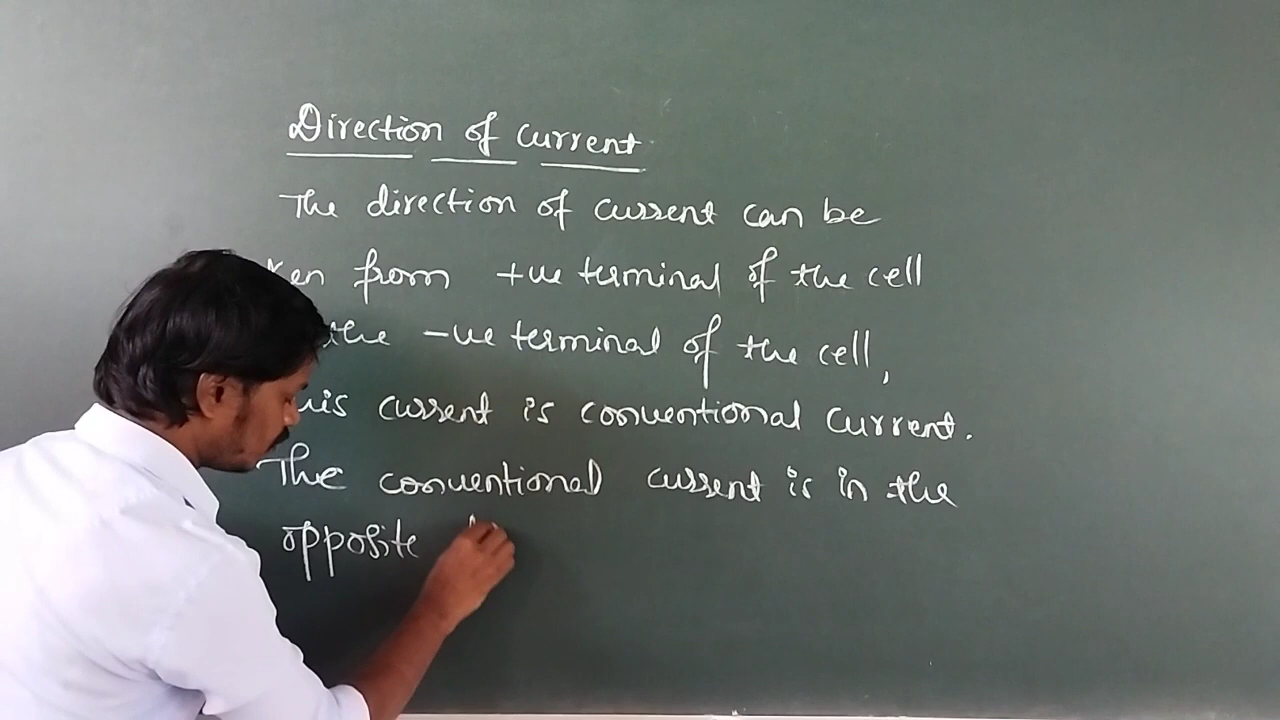 Direction of current
The direction of current can be
ken from +ve terminal of the cell
the -ve terminal of the cell,
his current is conventional current.
The conventional current is in the
opposite